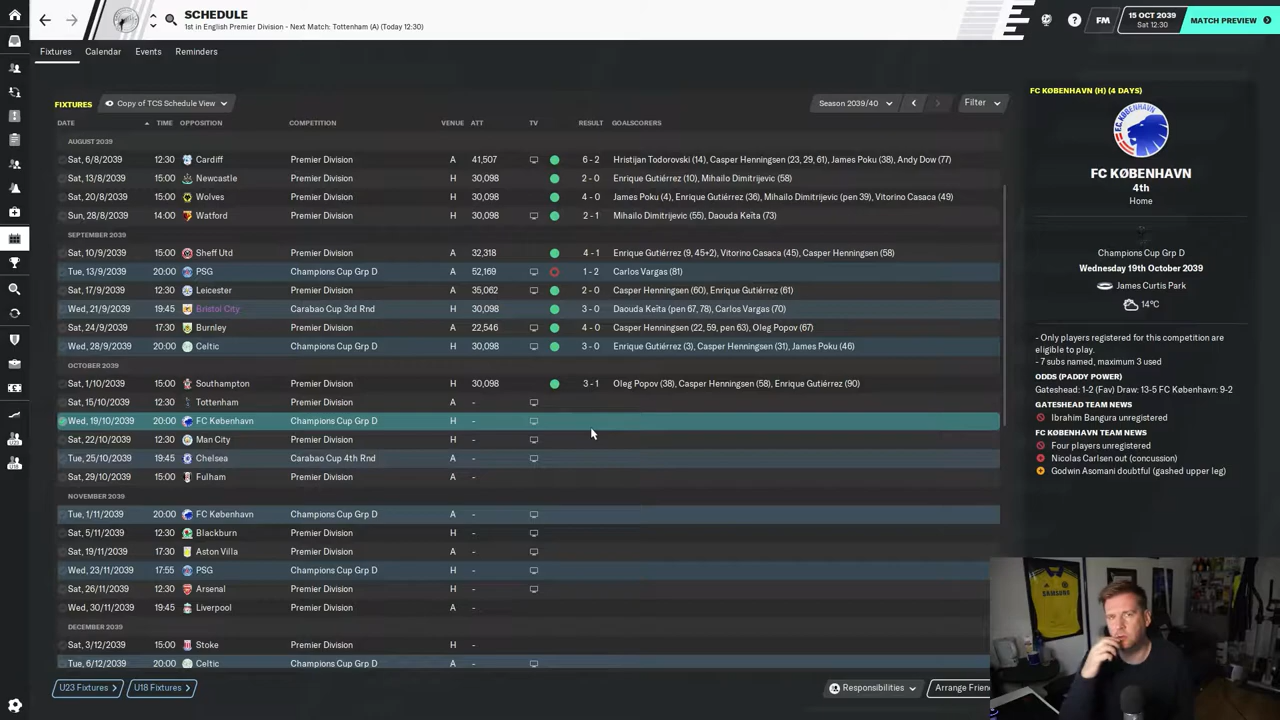 SCHEDULE
1st in English Premier Division - Next Match: Tottenham (A) (Today 12:30)
FM
15 OCT 2039
Sat 12:30
MATCH PREVIEW
Fixtures Calendar Events Reminders
FIXTURES Copy of TCS Schedule View Season 2039/40 Filter
DATE TIME OPPOSITION COMPETITION VENUE ATT TV RESULT GOALSCORERS
AUGUST 2039
Sat, 6/8/2039 12:30 Cardiff Premier Division A 41,507 6 - 2 Hristijan Todorovski (14), Casper Henningsen (23, 29, 61), James Poku (38), Andy Dow (77)
Sat, 13/8/2039 15:00 Newcastle Premier Division H 30,098 2 - 0 Enrique Gutiérrez (10), Mihailo Dimitrijevic (58)
Sat, 20/8/2039 15:00 Wolves Premier Division H 30,098 4 - 0 James Poku (4), Enrique Gutiérrez (36), Mihailo Dimitrijevic (pen 39), Vitorino Casaca (49)
Sun, 28/8/2039 14:00 Watford Premier Division H 30,098 2 - 1 Mihailo Dimitrijevic (55), Daouda Keïta (73)
SEPTEMBER 2039
Sat, 10/9/2039 15:00 Sheff Utd Premier Division A 32,318 4 - 1 Enrique Gutiérrez (9, 45+2), Vitorino Casaca (45), Casper Henningsen (58)
Tue, 13/9/2039 20:00 PSG Champions Cup Grp D A 52,169 1 - 2 Carlos Vargas (81)
Sat, 17/9/2039 12:30 Leicester Premier Division A 35,062 2 - 0 Casper Henningsen (60), Enrique Gutiérrez (61)
Wed, 21/9/2039 19:45 Bristol City Carabao Cup 3rd Rnd H 30,098 3 - 0 Daouda Keïta (pen 67, 78), Carlos Vargas (70)
Sat, 24/9/2039 17:30 Burnley Premier Division A 22,546 4 - 0 Casper Henningsen (22, 59, pen 63), Oleg Popov (67)
Wed, 28/9/2039 20:00 Celtic Champions Cup Grp D H 30,098 3 - 0 Enrique Gutiérrez (3), Casper Henningsen (31), James Poku (46)
OCTOBER 2039
Sat, 1/10/2039 15:00 Southampton Premier Division H 30,098 3 - 1 Oleg Popov (38), Casper Henningsen (58), Enrique Gutiérrez (90)
Sat, 15/10/2039 12:30 Tottenham Premier Division A -
Wed, 19/10/2039 20:00 FC København Champions Cup Grp D H -
Sat, 22/10/2039 12:30 Man City Premier Division H -
Tue, 25/10/2039 19:45 Chelsea Carabao Cup 4th Rnd A -
Sat, 29/10/2039 15:00 Fulham Premier Division A -
NOVEMBER 2039
Tue, 1/11/2039 20:00 FC København Champions Cup Grp D A -
Sat, 5/11/2039 12:30 Blackburn Premier Division H -
Sat, 19/11/2039 17:30 Aston Villa Premier Division A -
Wed, 23/11/2039 17:55 PSG Champions Cup Grp D H -
Sat, 26/11/2039 12:30 Arsenal Premier Division H -
Wed, 30/11/2039 19:45 Liverpool Premier Division A -
DECEMBER 2039
Sat, 3/12/2039 15:00 Stoke Premier Division H -
Tue, 6/12/2039 20:00 Celtic Champions Cup Grp D A -
U23 Fixtures U18 Fixtures Responsibilities Arrange Frien
FC KØBENHAVN (H) (4 DAYS)
FC KØBENHAVN
4th
Home
Champions Cup Grp D
Wednesday 19th October 2039
James Curtis Park
14°C
- Only players registered for this competition are
eligible to play.
- 7 subs named, maximum 3 used
ODDS (PADDY POWER)
Gateshead: 1-2 (Fav) Draw: 13-5 FC København: 9-2
GATESHEAD TEAM NEWS
Ibrahim Bangura unregistered
FC KØBENHAVN TEAM NEWS
Four players unregistered
Nicolas Carlsen out (concussion)
Godwin Asomani doubtful (gashed upper leg)
SAMSUNG